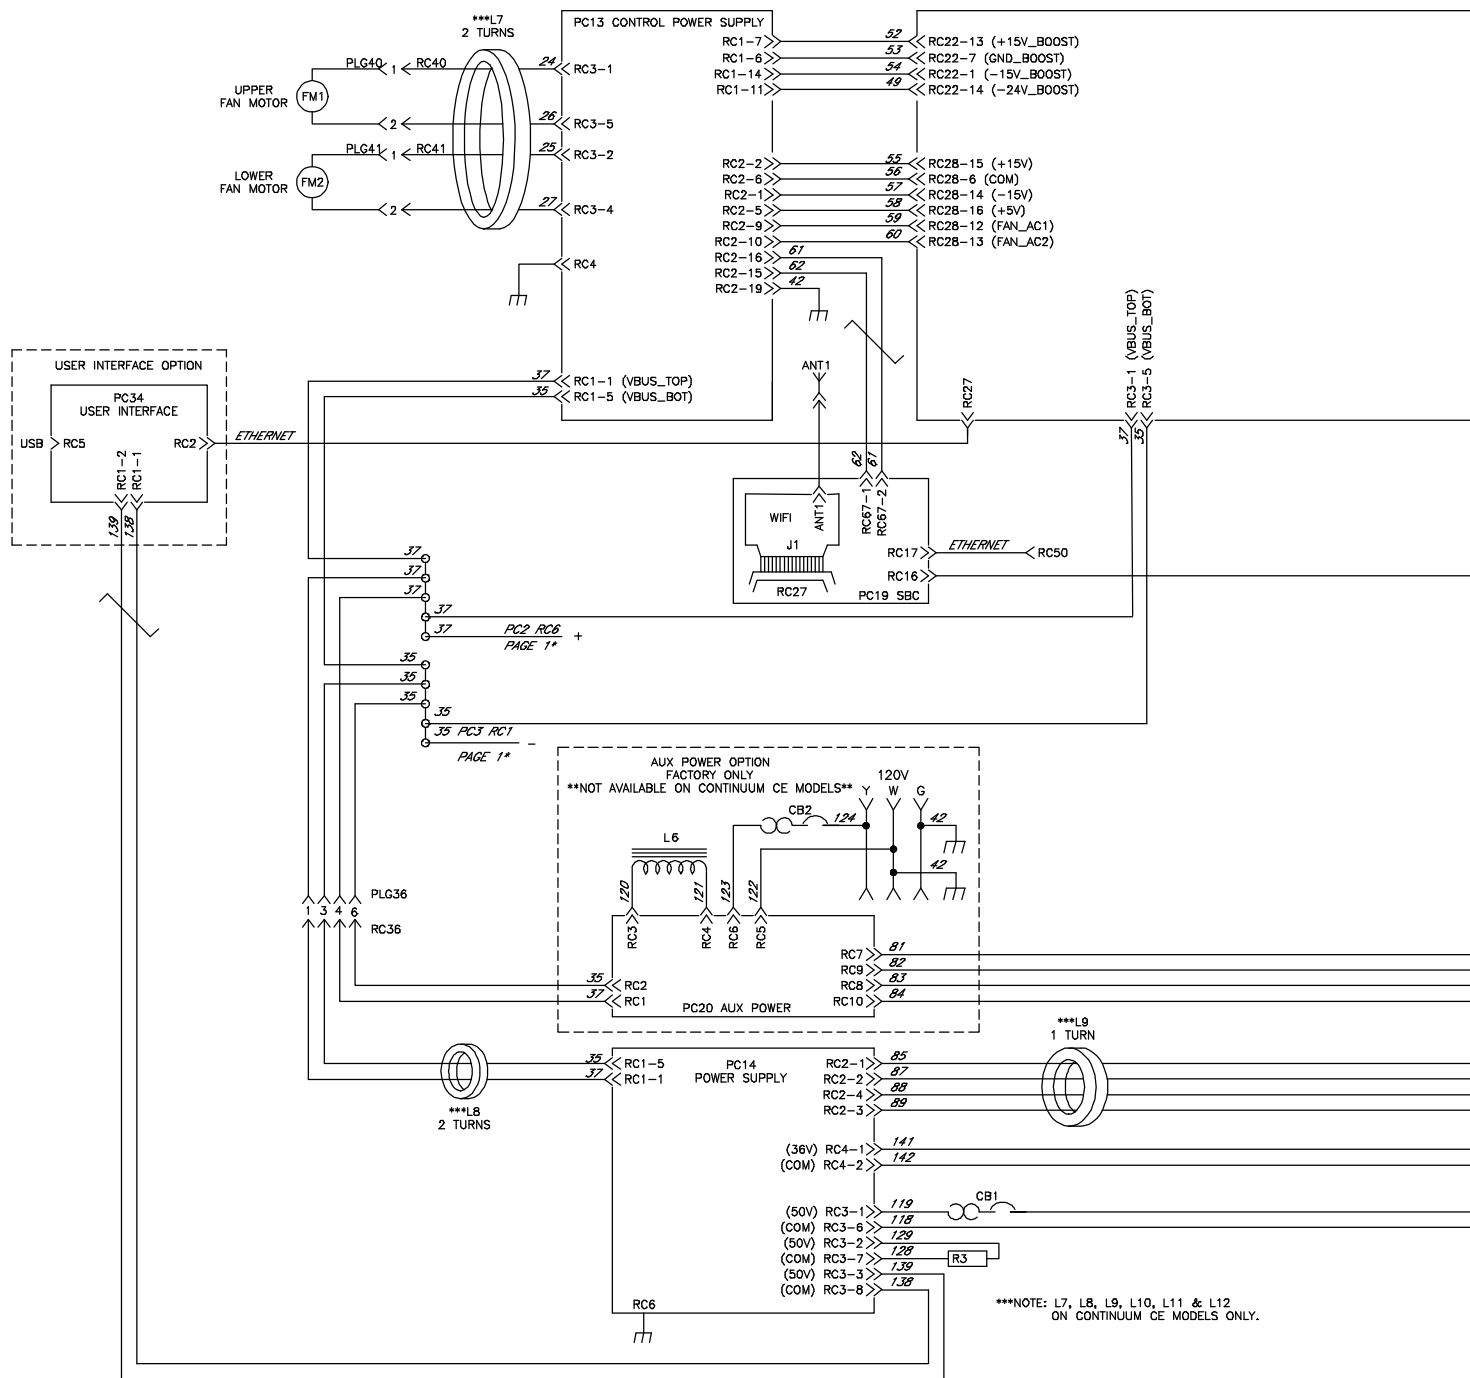 ***L7
2 TURNS
PLG40
1
RC40
24
RC3-1
UPPER
FAN MOTOR
FM1
2
26
RC3-5
PLG41
1
RC41
25
RC3-2
LOWER
FAN MOTOR
FM2
2
27
RC3-4
RC4
PC13 CONTROL POWER SUPPLY
RC1-7
52
RC22-13 (+15V_BOOST)
RC1-6
53
RC22-7 (GND_BOOST)
RC1-14
54
RC22-1 (-15V_BOOST)
RC1-11
49
RC22-14 (-24V_BOOST)
RC2-2
55
RC28-15 (+15V)
RC2-6
56
RC28-6 (COM)
RC2-1
57
RC28-14 (-15V)
RC2-5
58
RC28-16 (+5V)
RC2-9
59
RC28-12 (FAN_AC1)
RC2-10
60
RC28-13 (FAN_AC2)
RC2-16
61
RC2-15
62
RC2-19
42
37
RC1-1 (VBUS_TOP)
35
RC1-5 (VBUS_BOT)
ANT1
RC27
RC3-1 (VBUS_TOP)
RC3-5 (VBUS_BOT)
37
35
USER INTERFACE OPTION
PC34
USER INTERFACE
USB
RC5
RC2
ETHERNET
RC1-2
RC1-1
139
138
62
61
WIFI
ANT1
RC67-1
RC67-2
J1
RC27
RC17
ETHERNET
RC50
RC16
PC19 SBC
37
37
37
37
37
PC2 RC6
+
PAGE 1*
35
35
35
35
35 PC3 RC1
-
PAGE 1*
AUX POWER OPTION
FACTORY ONLY
**NOT AVAILABLE ON CONTINUUM CE MODELS**
120V
Y
W
G
CB2
124
42
42
L6
120
121
123
122
RC3
RC4
RC6
RC5
PLG36
1
3
4
6
RC36
RC7
81
RC9
82
RC8
83
RC10
84
35
RC2
37
RC1
PC20 AUX POWER
***L9
1 TURN
***L8
2 TURNS
35
RC1-5
37
RC1-1
PC14
POWER SUPPLY
RC2-1
85
RC2-2
87
RC2-4
88
RC2-3
89
(36V) RC4-1
141
(COM) RC4-2
142
(50V) RC3-1
119
CB1
(COM) RC3-6
118
(50V) RC3-2
129
(COM) RC3-7
128
R3
(50V) RC3-3
139
(COM) RC3-8
138
RC6
***NOTE: L7, L8, L9, L10, L11 & L12
ON CONTINUUM CE MODELS ONLY.